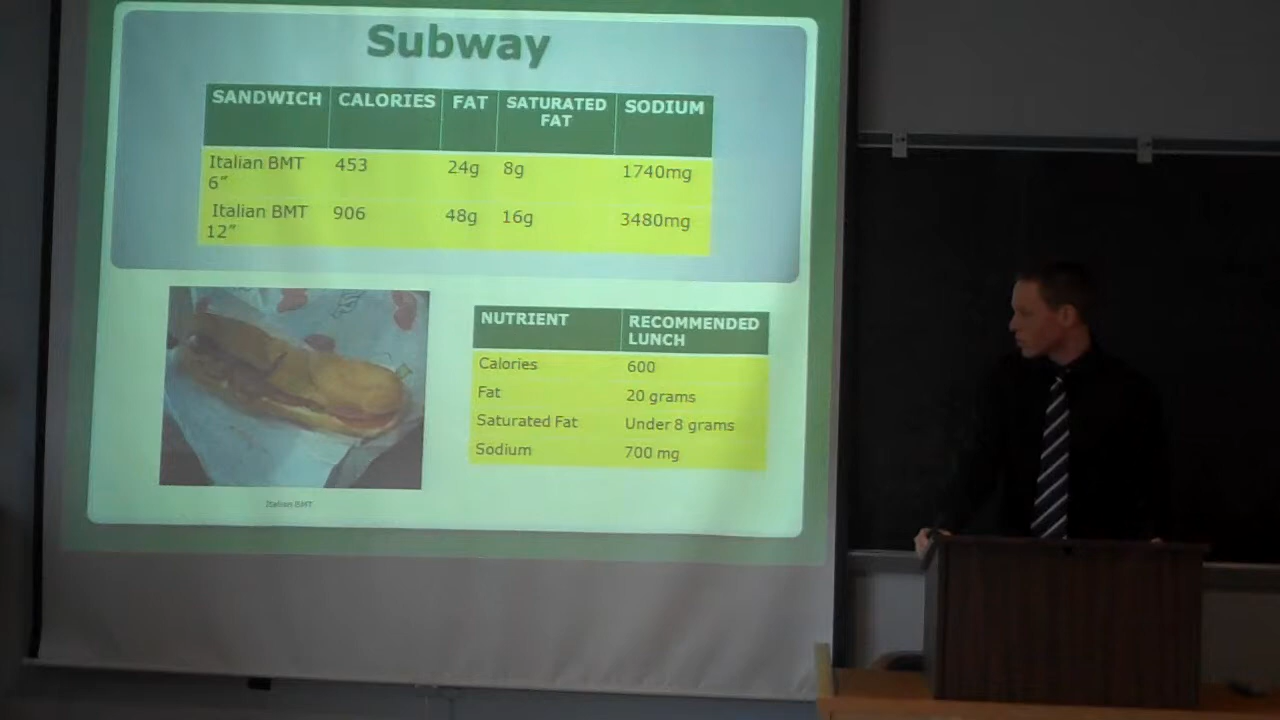 Subway
SANDWICH CALORIES FAT SATURATED FAT SODIUM
Italian BMT 6” 453 24g 8g 1740mg
Italian BMT 12” 906 48g 16g 3480mg
NUTRIENT RECOMMENDED LUNCH
Calories 600
Fat 20 grams
Saturated Fat Under 8 grams
Sodium 700 mg
Italian BMT